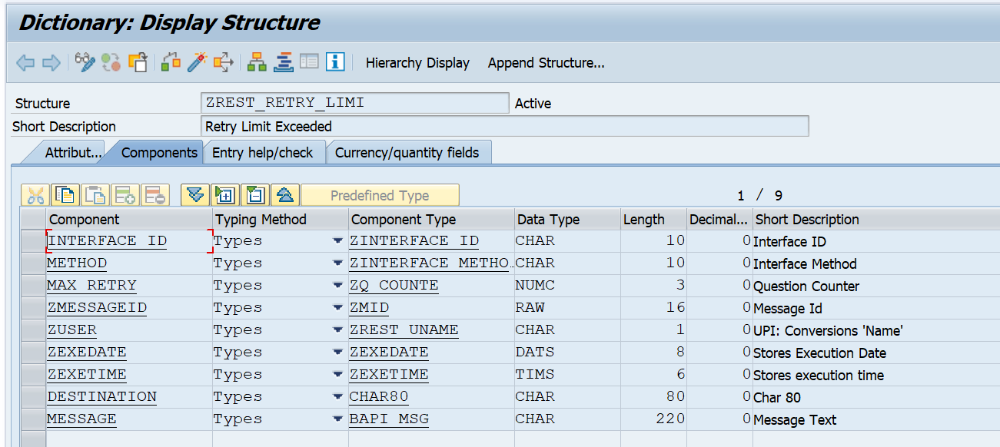 Dictionary: Display Structure
Hierarchy Display Append Structure...
Structure ZREST_RETRY_LIMI Active
Short Description Retry Limit Exceeded
Attribut... Components Entry help/check Currency/quantity fields
Predefined Type 1 / 9
Component Typing Method Component Type Data Type Length Decimal... Short Description
INTERFACE_ID Types ZINTERFACE_ID CHAR 10 0 Interface ID
METHOD Types ZINTERFACE_METHO... CHAR 10 0 Interface Method
MAX_RETRY Types ZQ_COUNTE NUMC 3 0 Question Counter
ZMESSAGEID Types ZMID RAW 16 0 Message Id
ZUSER Types ZREST_UNAME CHAR 1 0 UPI: Conversions 'Name'
ZEXEDATE Types ZEXEDATE DATS 8 0 Stores Execution Date
ZEXETIME Types ZEXETIME TIMS 6 0 Stores execution time
DESTINATION Types CHAR80 CHAR 80 0 Char 80
MESSAGE Types BAPI_MSG CHAR 220 0 Message Text